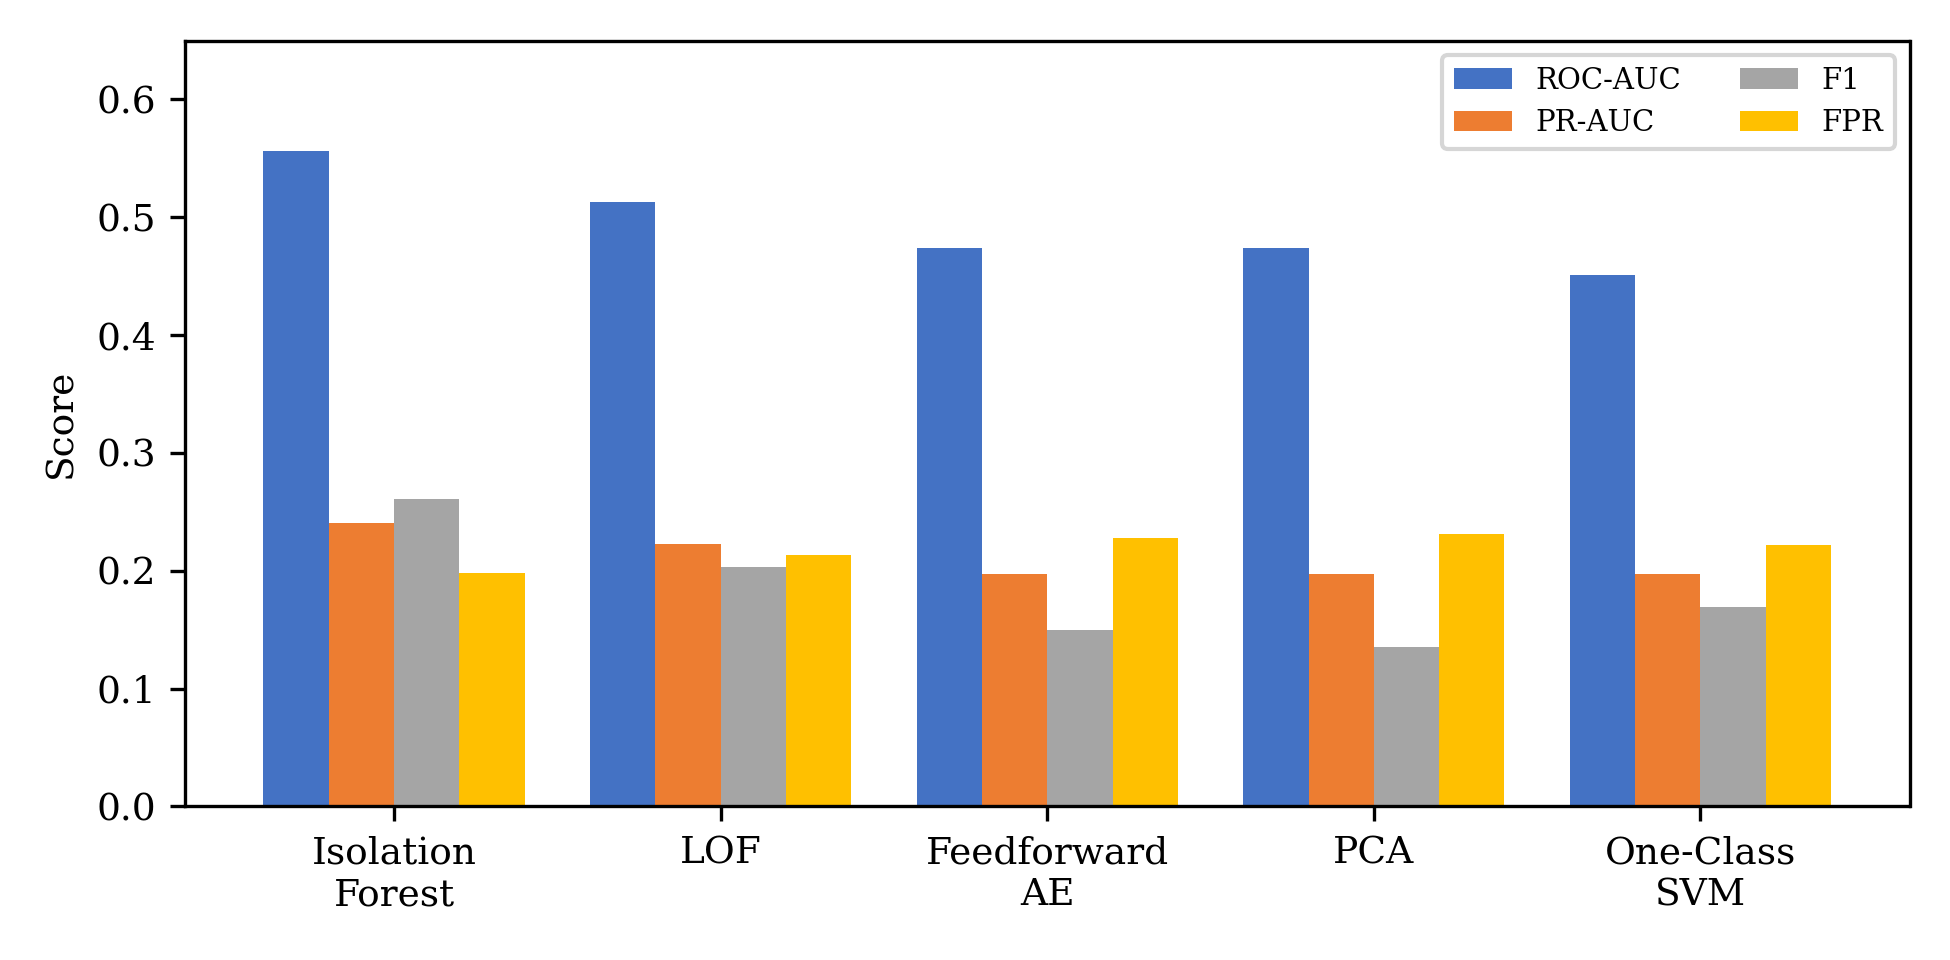 ROC-AUC
PR-AUC
F1
FPR
Score
0.6
0.5
0.4
0.3
0.2
0.1
0.0
Isolation
Forest
LOF
Feedforward
AE
PCA
One-Class
SVM